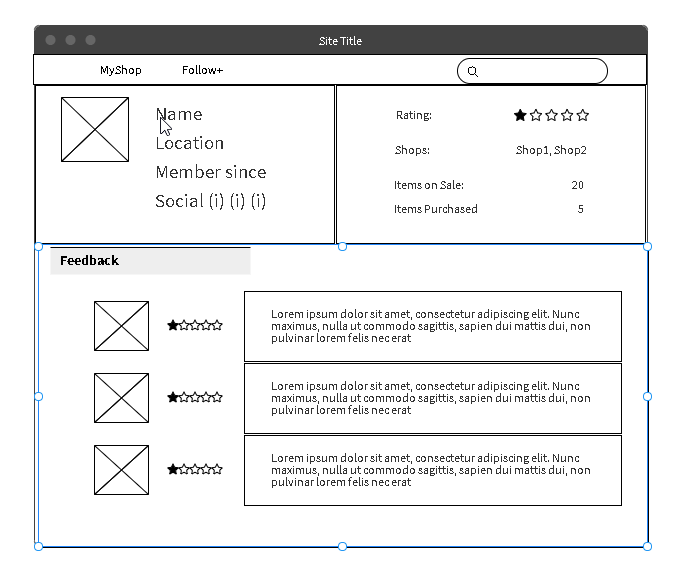 Site Title
MyShop
Follow+
Name
Location
Member since
Social (i) (i) (i)
Rating:
Shops: Shop1, Shop2
Items on Sale: 20
Items Purchased 5
Feedback
Lorem ipsum dolor sit amet, consectetur adipiscing elit. Nunc
maximus, nulla ut commodo sagittis, sapien dui mattis dui, non
pulvinar lorem felis nec erat
Lorem ipsum dolor sit amet, consectetur adipiscing elit. Nunc
maximus, nulla ut commodo sagittis, sapien dui mattis dui, non
pulvinar lorem felis nec erat
Lorem ipsum dolor sit amet, consectetur adipiscing elit. Nunc
maximus, nulla ut commodo sagittis, sapien dui mattis dui, non
pulvinar lorem felis nec erat